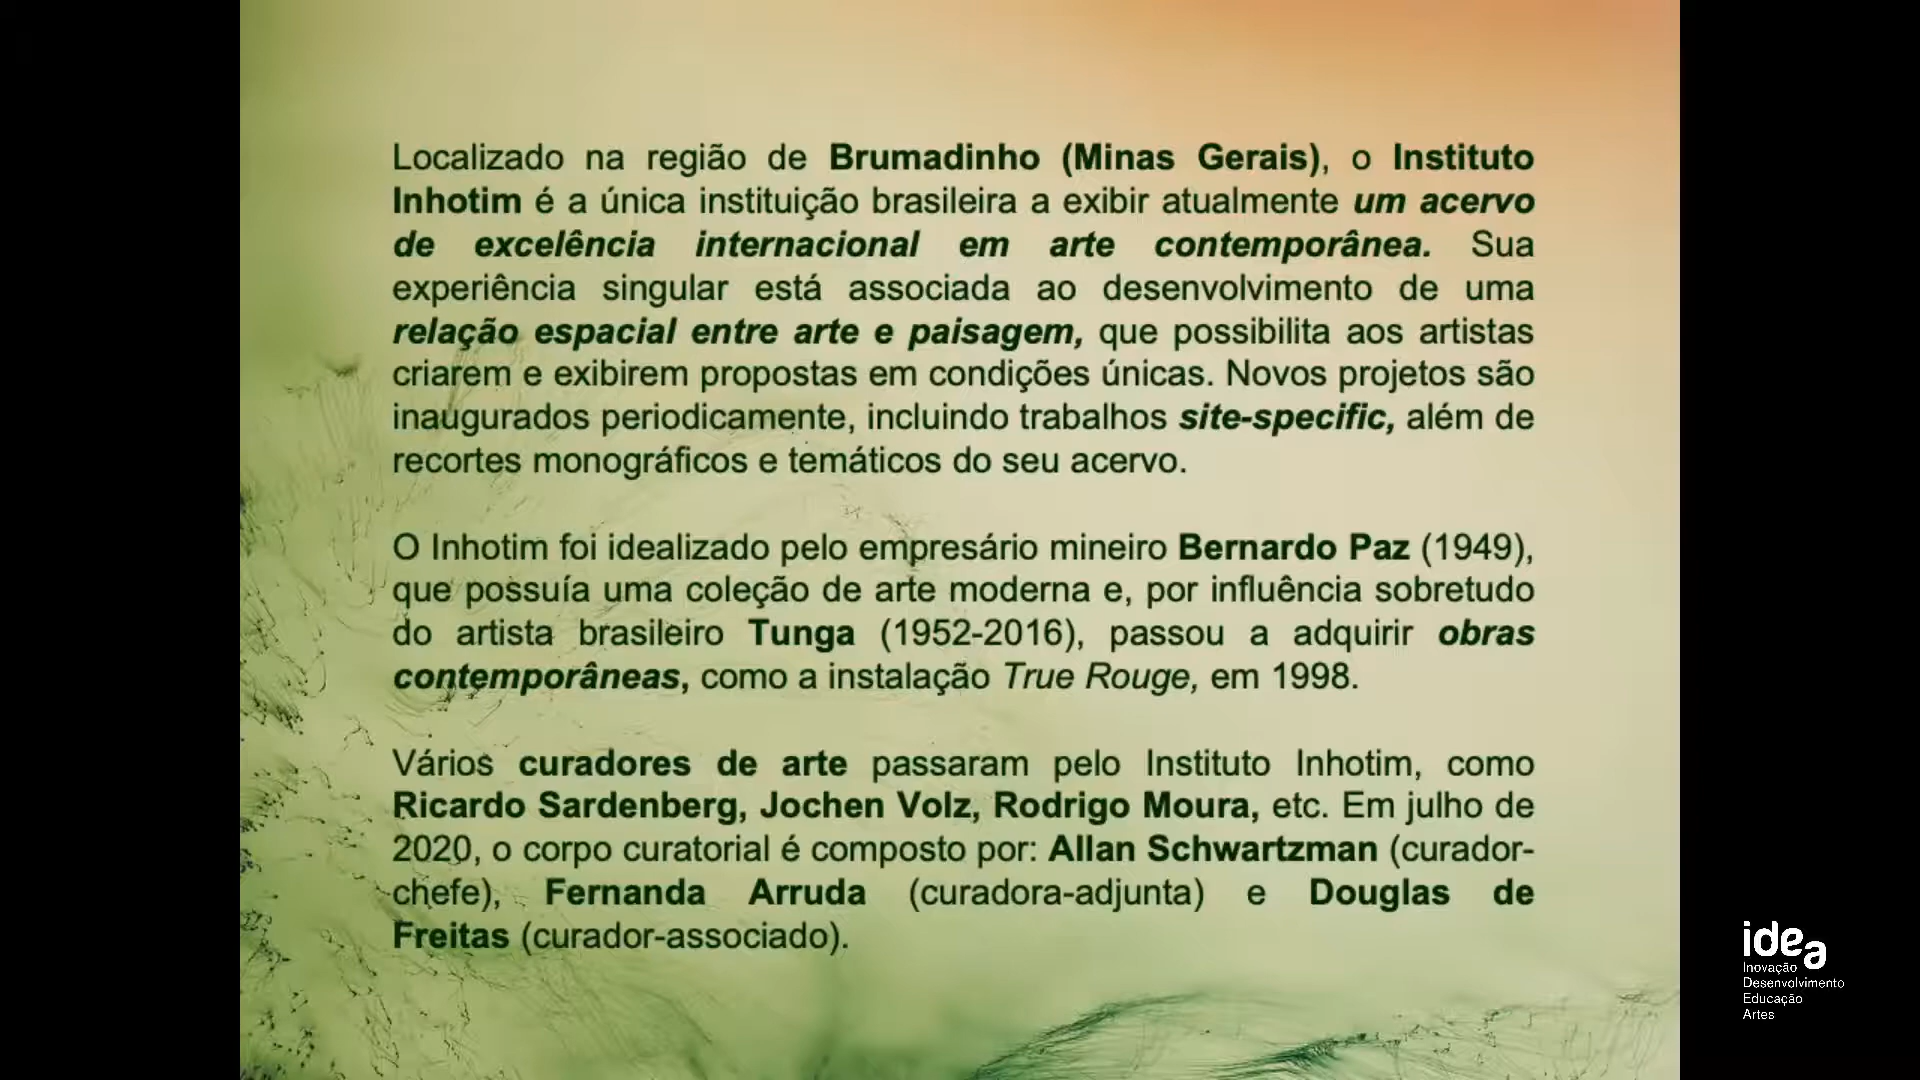 Localizado na região de Brumadinho (Minas Gerais), o Instituto
Inhotim é a única instituição brasileira a exibir atualmente um acervo
de excelência internacional em arte contemporânea. Sua
experiência singular está associada ao desenvolvimento de uma
relação espacial entre arte e paisagem, que possibilita aos artistas
criarem e exibirem propostas em condições únicas. Novos projetos são
inaugurados periodicamente, incluindo trabalhos site-specific, além de
recortes monográficos e temáticos do seu acervo.
O Inhotim foi idealizado pelo empresário mineiro Bernardo Paz (1949),
que possuía uma coleção de arte moderna e, por influência sobretudo
do artista brasileiro Tunga (1952-2016), passou a adquirir obras
contemporâneas, como a instalação True Rouge, em 1998.
Vários curadores de arte passaram pelo Instituto Inhotim, como
Ricardo Sardenberg, Jochen Volz, Rodrigo Moura, etc. Em julho de
2020, o corpo curatorial é composto por: Allan Schwartzman (curador-
chefe), Fernanda Arruda (curadora-adjunta) e Douglas de
Freitas (curador-associado).
idea
Inovação
Desenvolvimento
Educação
Artes